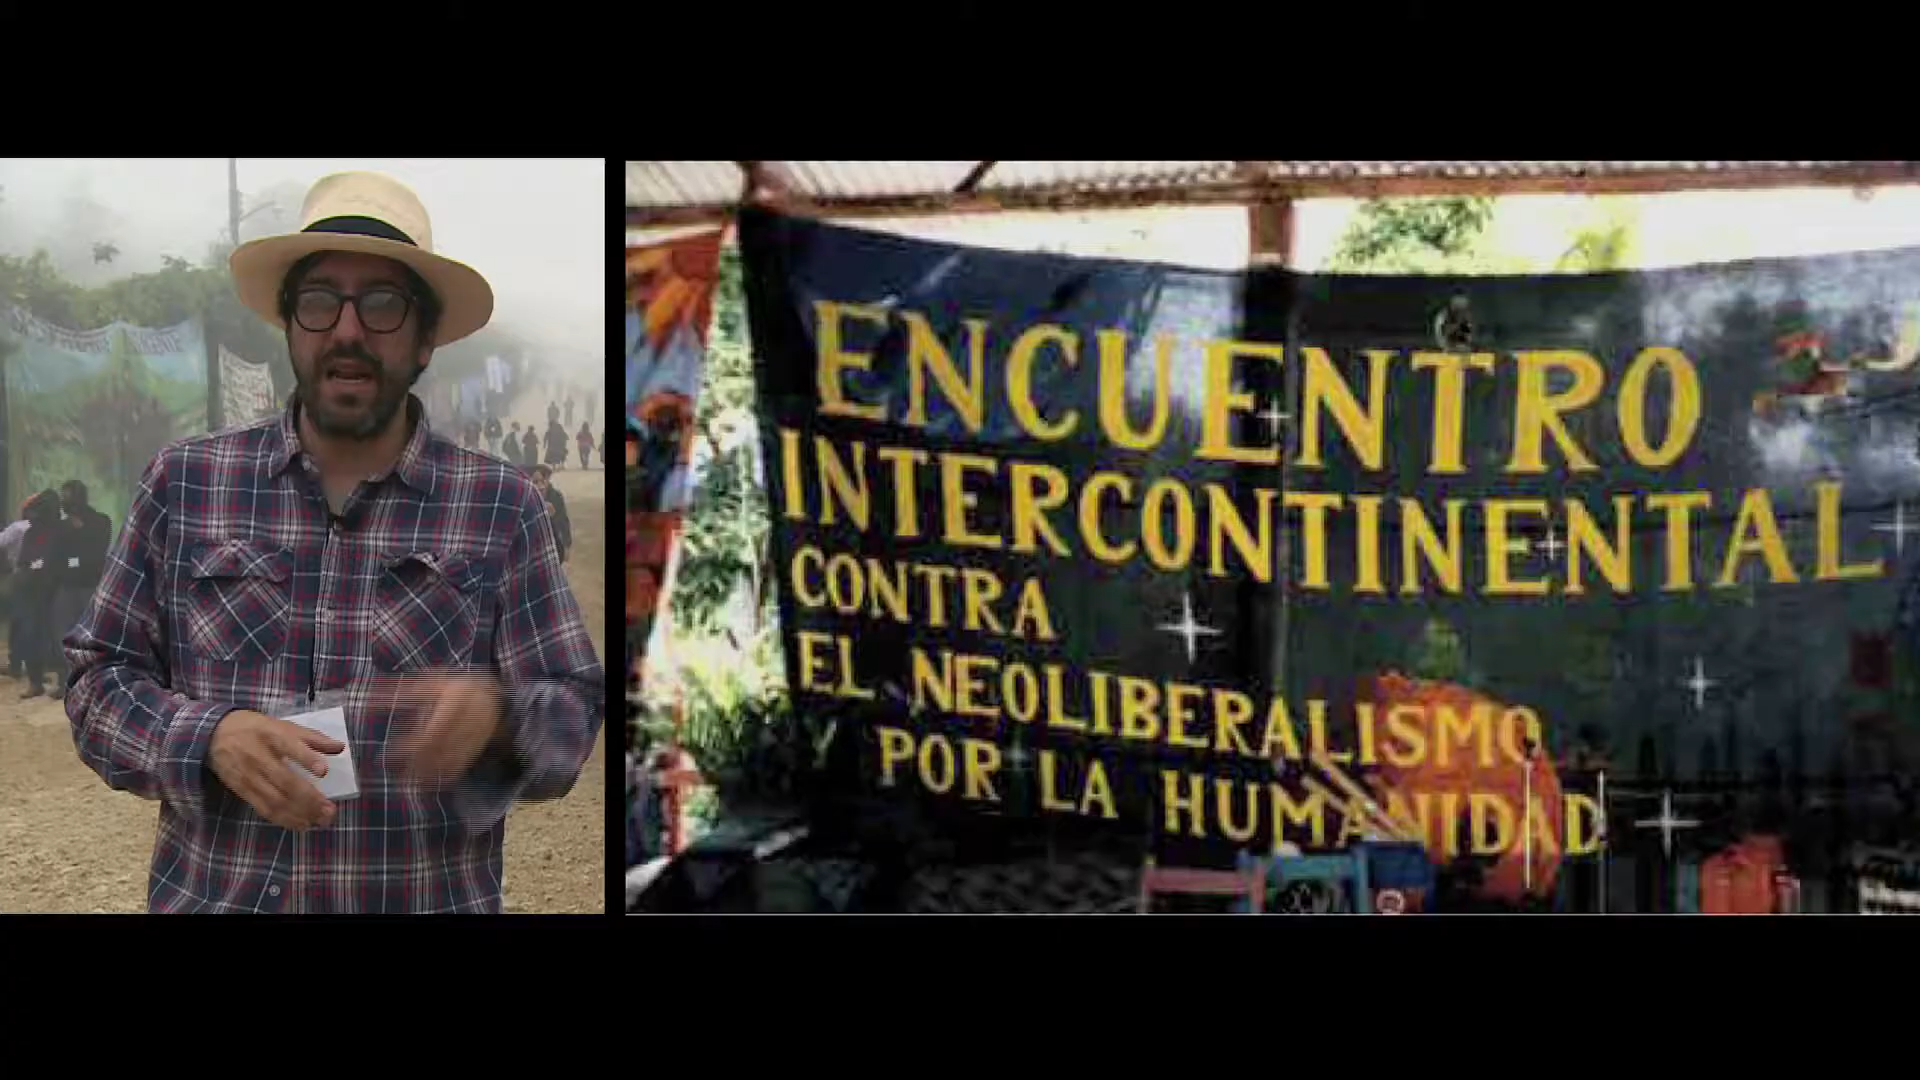 ENCUENTRO
INTERCONTINENTAL
CONTRA
EL NEOLIBERALISMO
Y POR LA HUMANIDAD